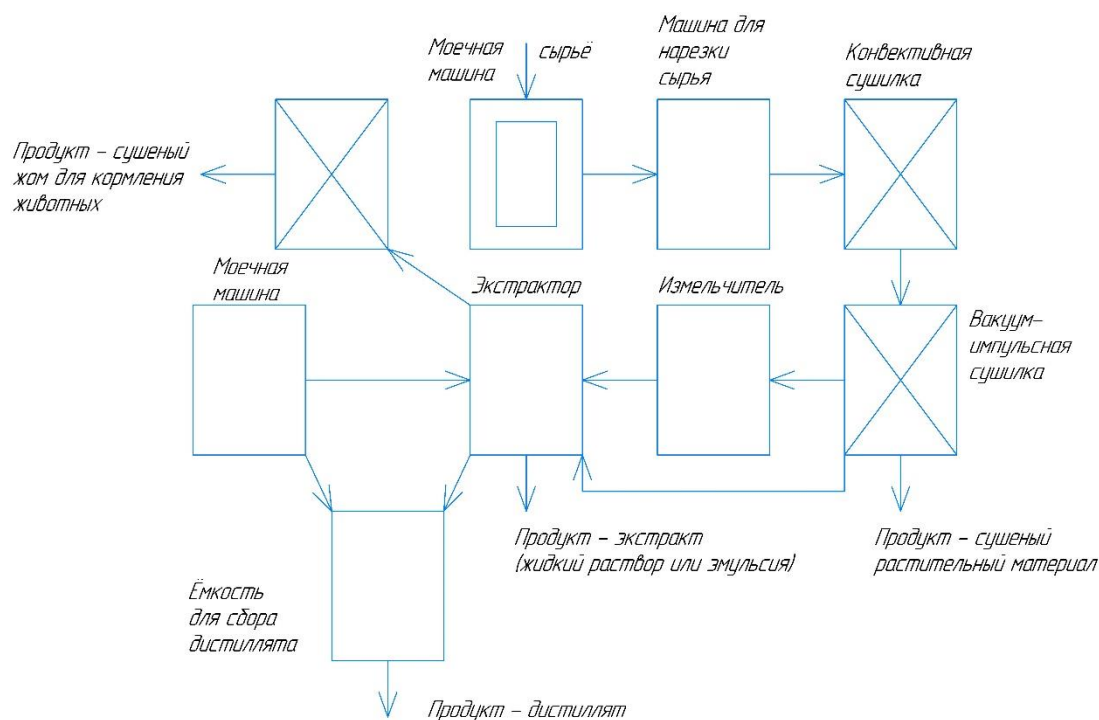 Моечная
машина
сырьё
Машина для
нарезки
сырья
Конвективная
сушилка
Продукт – сушеный
жом для кормления
животных
Моечная
машина
Экстрактор
Измельчитель
Вакуум-
импульсная
сушилка
Продукт – экстракт
(жидкий раствор или эмульсия)
Продукт – сушеный
растительный материал
Ёмкость
для сбора
дистиллята
Продукт – дистиллят